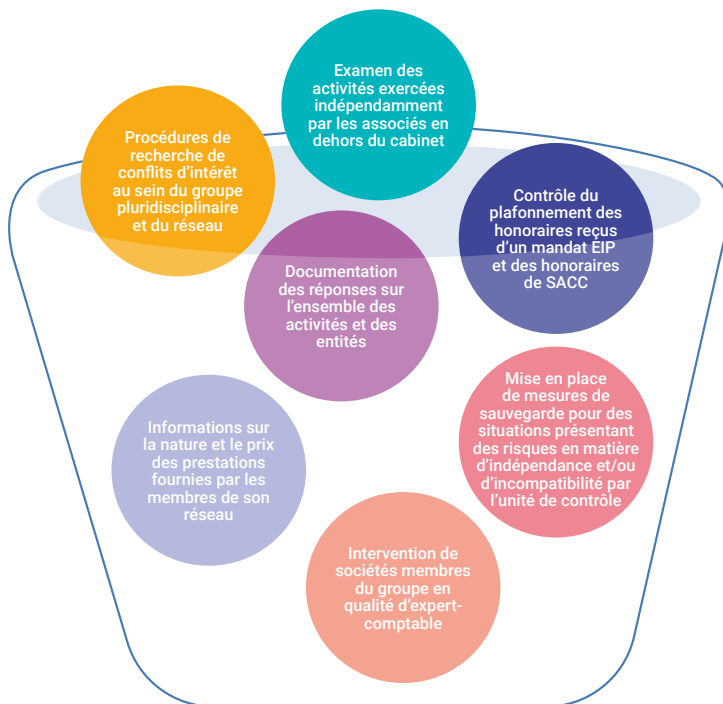 Examen des
activités exercées
indépendamment
par les associés en
dehors du cabinet
Procédures de
recherche de
conflits d'intérêt
au sein du groupe
pluridisciplinaire
et du réseau
Contrôle du
plafonnement des
honoraires reçus
d'un mandat EIP
et des honoraires
de SACC
Documentation
des réponses sur
l'ensemble des
activités et des
entités
Mise en place
de mesures de
sauvegarde pour des
situations présentant
des risques en matière
d'indépendance et/ou
d'incompatibilité par
l'unité de contrôle
Informations sur
la nature et le prix
des prestations
fournies par les
membres de son
réseau
Intervention de
sociétés membres
du groupe en
qualité d'expert-
comptable